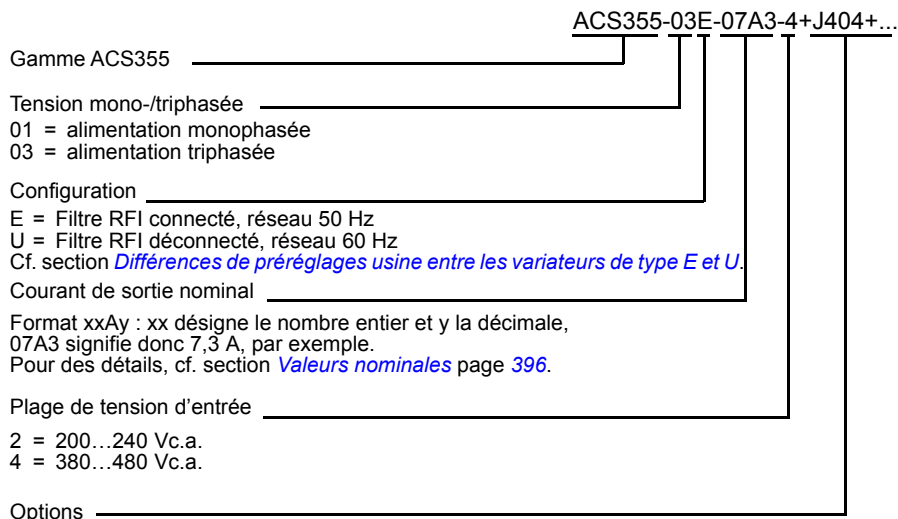 ACS355-03E-07A3-4+J404+...
Gamme ACS355
Tension mono-/triphasée
01 = alimentation monophasée
03 = alimentation triphasée
Configuration
E = Filtre RFI connecté, réseau 50 Hz
U = Filtre RFI déconnecté, réseau 60 Hz
Cf. section Différences de préréglages usine entre les variateurs de type E et U.
Courant de sortie nominal
Format xxAy : xx désigne le nombre entier et y la décimale,
07A3 signifie donc 7,3 A, par exemple.
Pour des détails, cf. section Valeurs nominales page 396.
Plage de tension d’entrée
2 = 200…240 Vc.a.
4 = 380…480 Vc.a.
Options